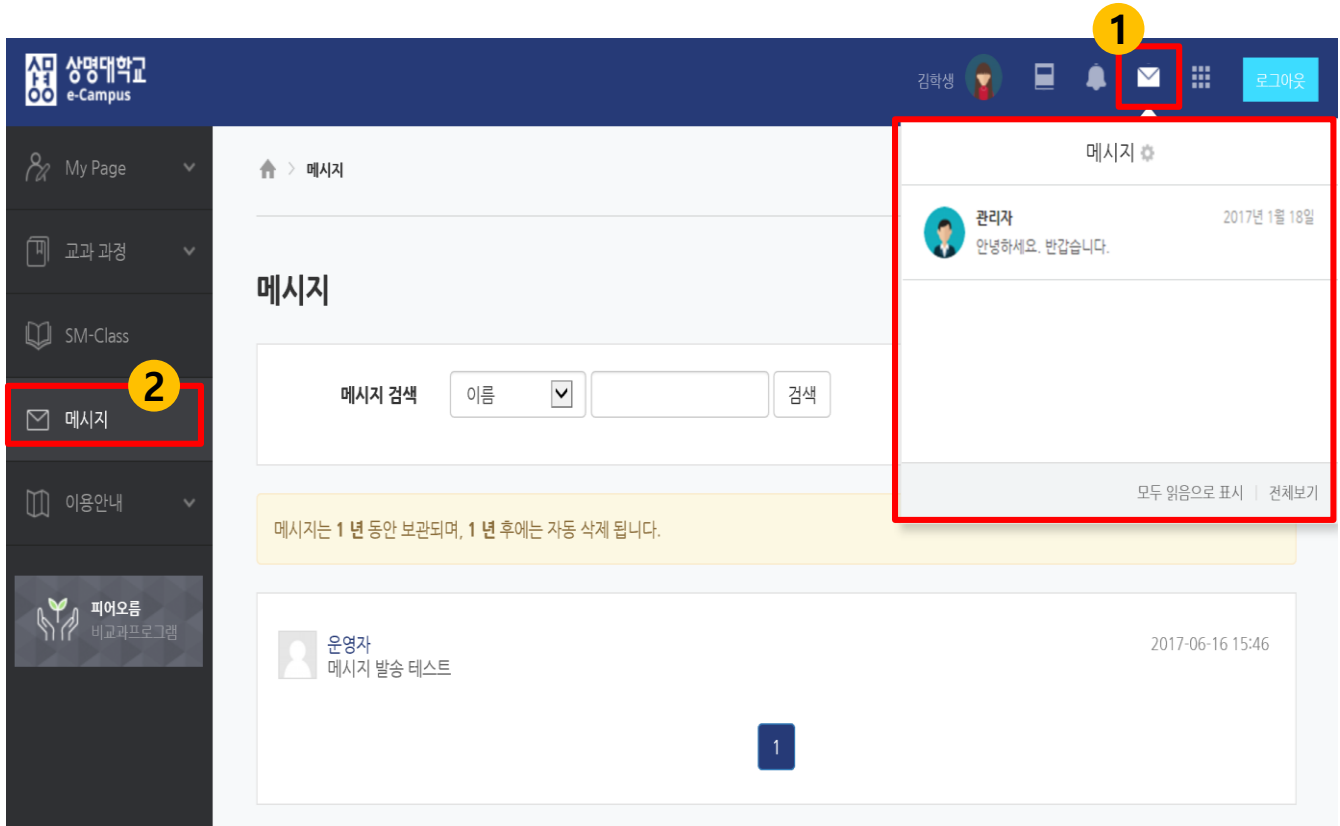 1
상명대학교
e-Campus
김학생
로그아웃
My Page
교과 과정
SM-Class
2
메시지
이용안내
피어오름
비교과프로그램
메시지
메시지
메시지 검색
이름
검색
메시지는 1 년 동안 보관되며, 1 년 후에는 자동 삭제 됩니다.
운영자
2017-06-16 15:46
메시지 발송 테스트
1
메시지
관리자
2017년 1월 18일
안녕하세요. 반갑습니다.
모두 읽음으로 표시 | 전체보기